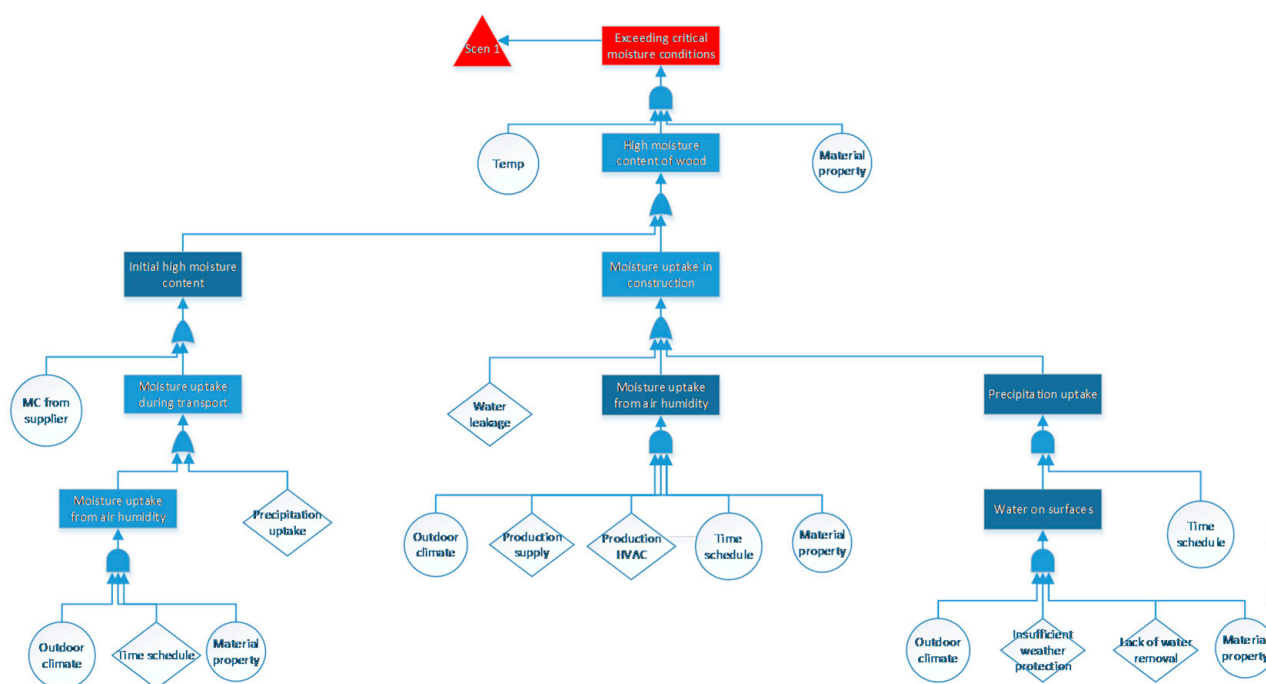 Scen 1
Exceeding critical
moisture conditions
Temp
High moisture
content of wood
Material
property
Initial high moisture
content
Moisture uptake in
construction
MC from
supplier
Moisture uptake
during transport
Water
leakage
Moisture uptake
from air humidity
Precipitation uptake
Moisture uptake
from air humidity
Precipitation
uptake
Outdoor
climate
Production
supply
Production
HVAC
Time
schedule
Material
property
Water on surfaces
Time
schedule
Outdoor
climate
Time schedule
Material
property
Outdoor
climate
Insufficient
weather
protection
Lack of water
removal
Material
property